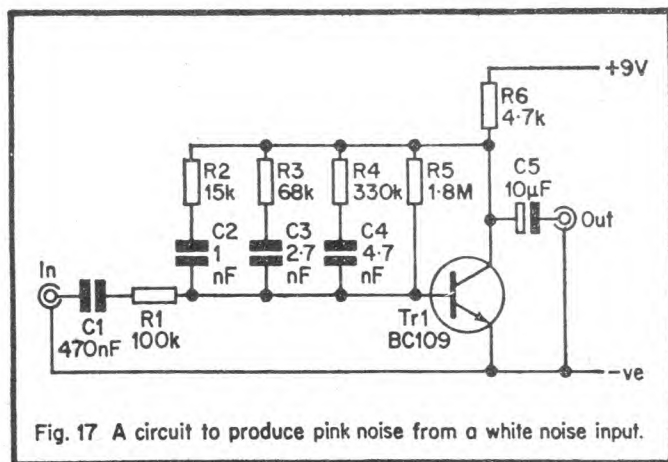 +9V
R6
4·7k
R2
15k
R3
68k
R4
330k
R5
1·8M
C5
10µF
Out
C2
1
nF
C3
2·7
nF
C4
4·7
nF
In
C1
470nF
R1
100k
Tr1
BC109
-ve
Fig. 17 A circuit to produce pink noise from a white noise input.